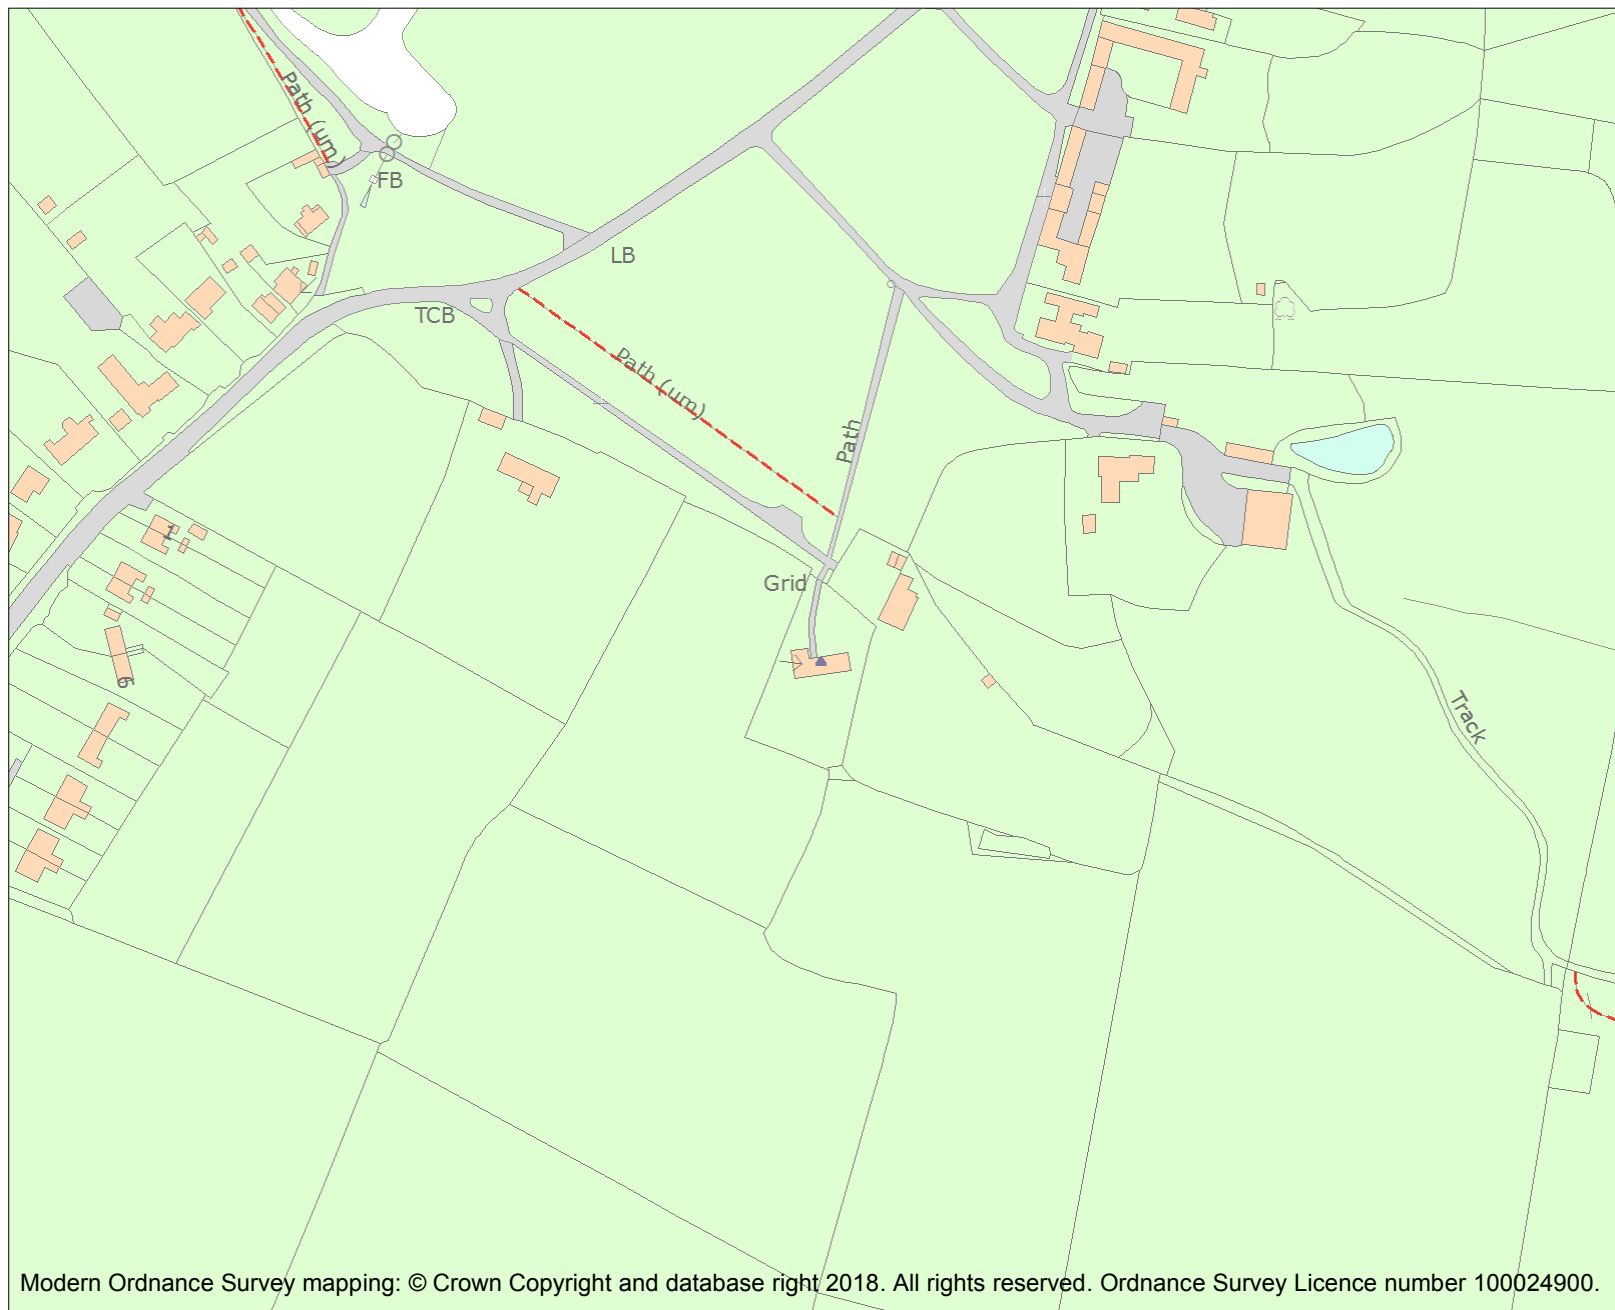 Path (um)
FB
LB
TCB
Path (um)
Path
1
Grid
6
Track
Modern Ordnance Survey mapping: © Crown Copyright and database right 2018. All rights reserved. Ordnance Survey Licence number 100024900.